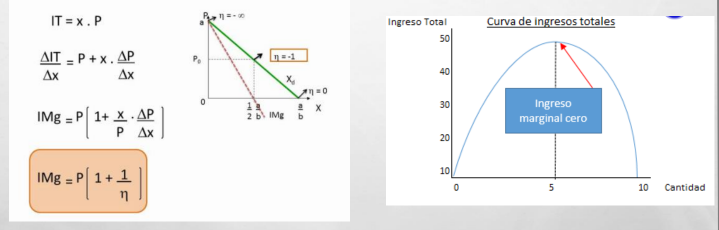 IT = x . P
ΔIT = P + x . ΔP
Δx Δx
IMg = P [ 1+ x . ΔP ]
P Δx
IMg = P [ 1 + 1 ]
η
P
η = - ∞
a
P₀
η = -1
Xd
η = 0
0
1 a
2 b
IMg
a
b
X
Ingreso Total
Curva de ingresos totales
50
40
30
20
10
Ingreso
marginal cero
0
5
10
Cantidad